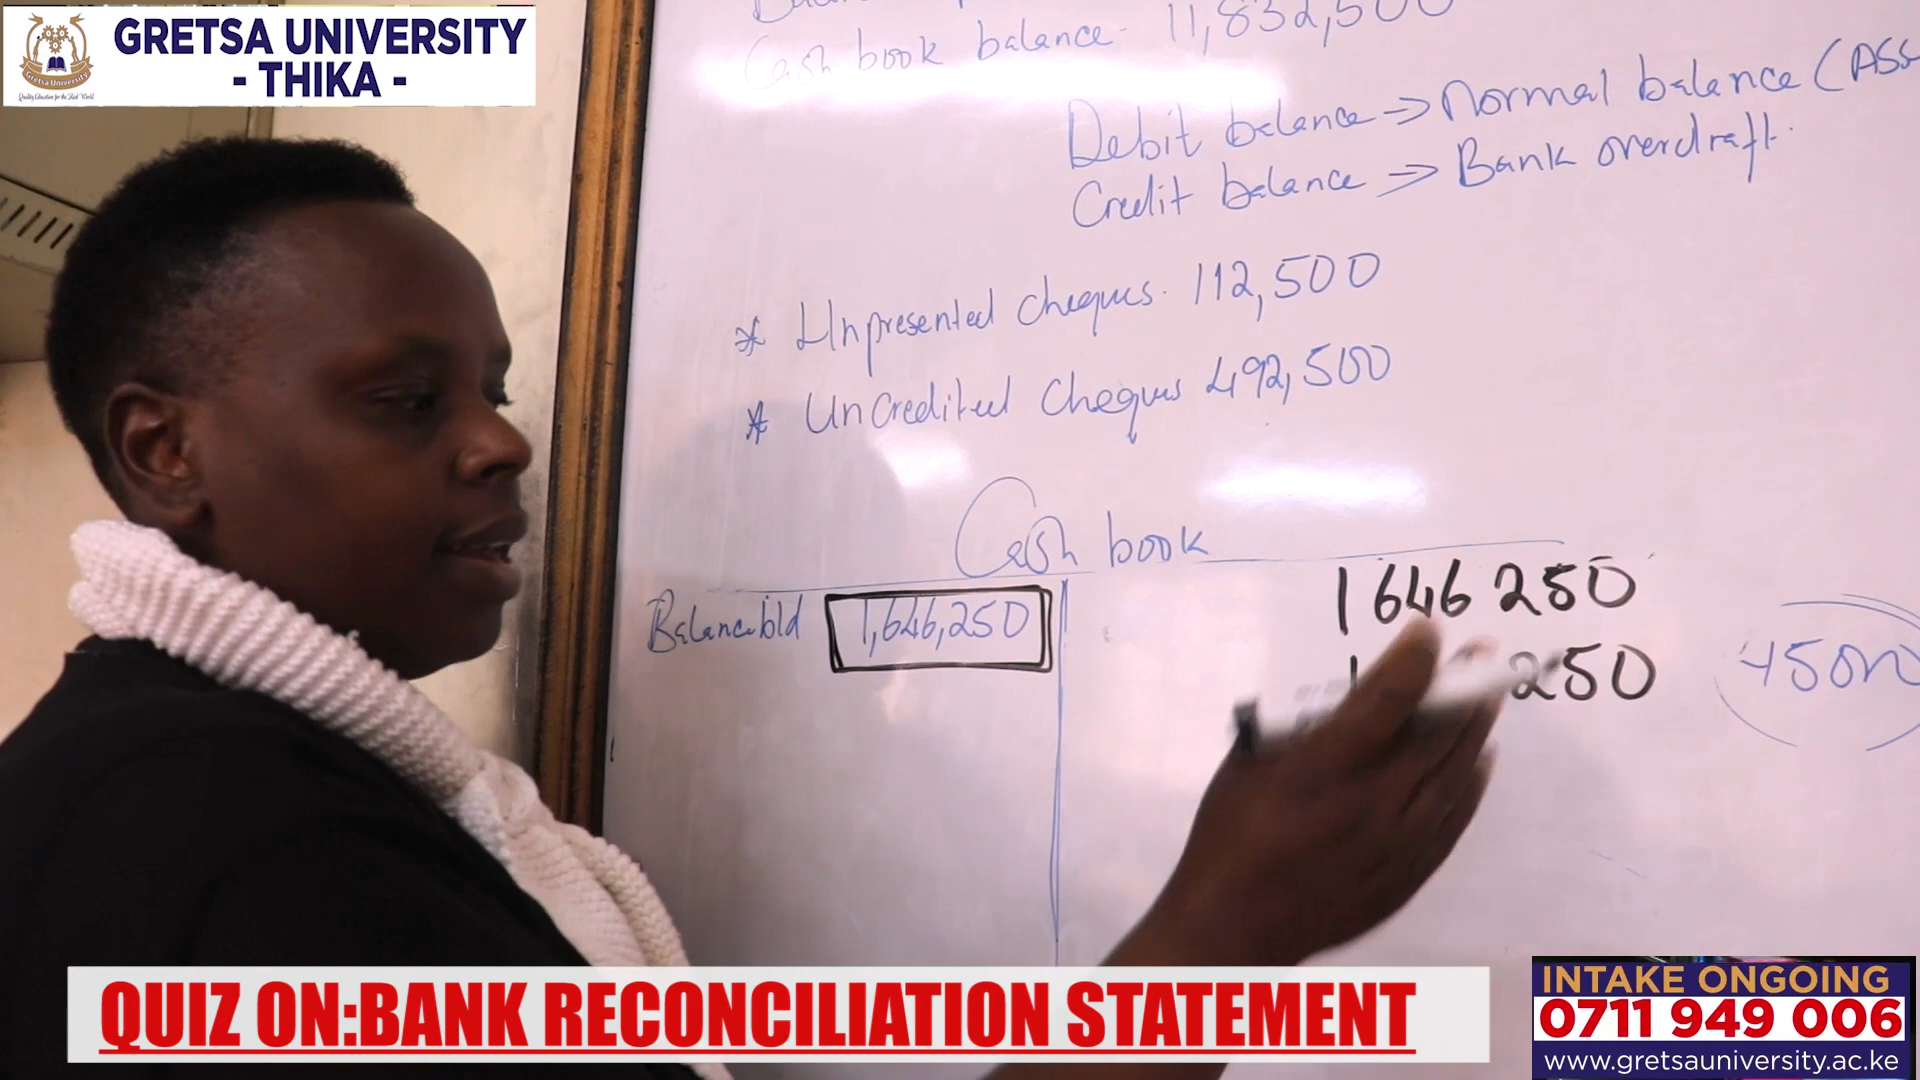 GRETSA UNIVERSITY
- THIKA -
Gretsa University
Cash book balance 11,832,500
Debit balance => Normal balance (ASS
Credit balance => Bank overdraft.
* Unpresented cheques. 112,500
* Uncredited cheques 492,500
Cash book
Balance b/d 1,646,250
1646250
250
QUIZ ON:BANK RECONCILIATION STATEMENT
INTAKE ONGOING
0711 949 006
www.gretsauniversity.ac.ke